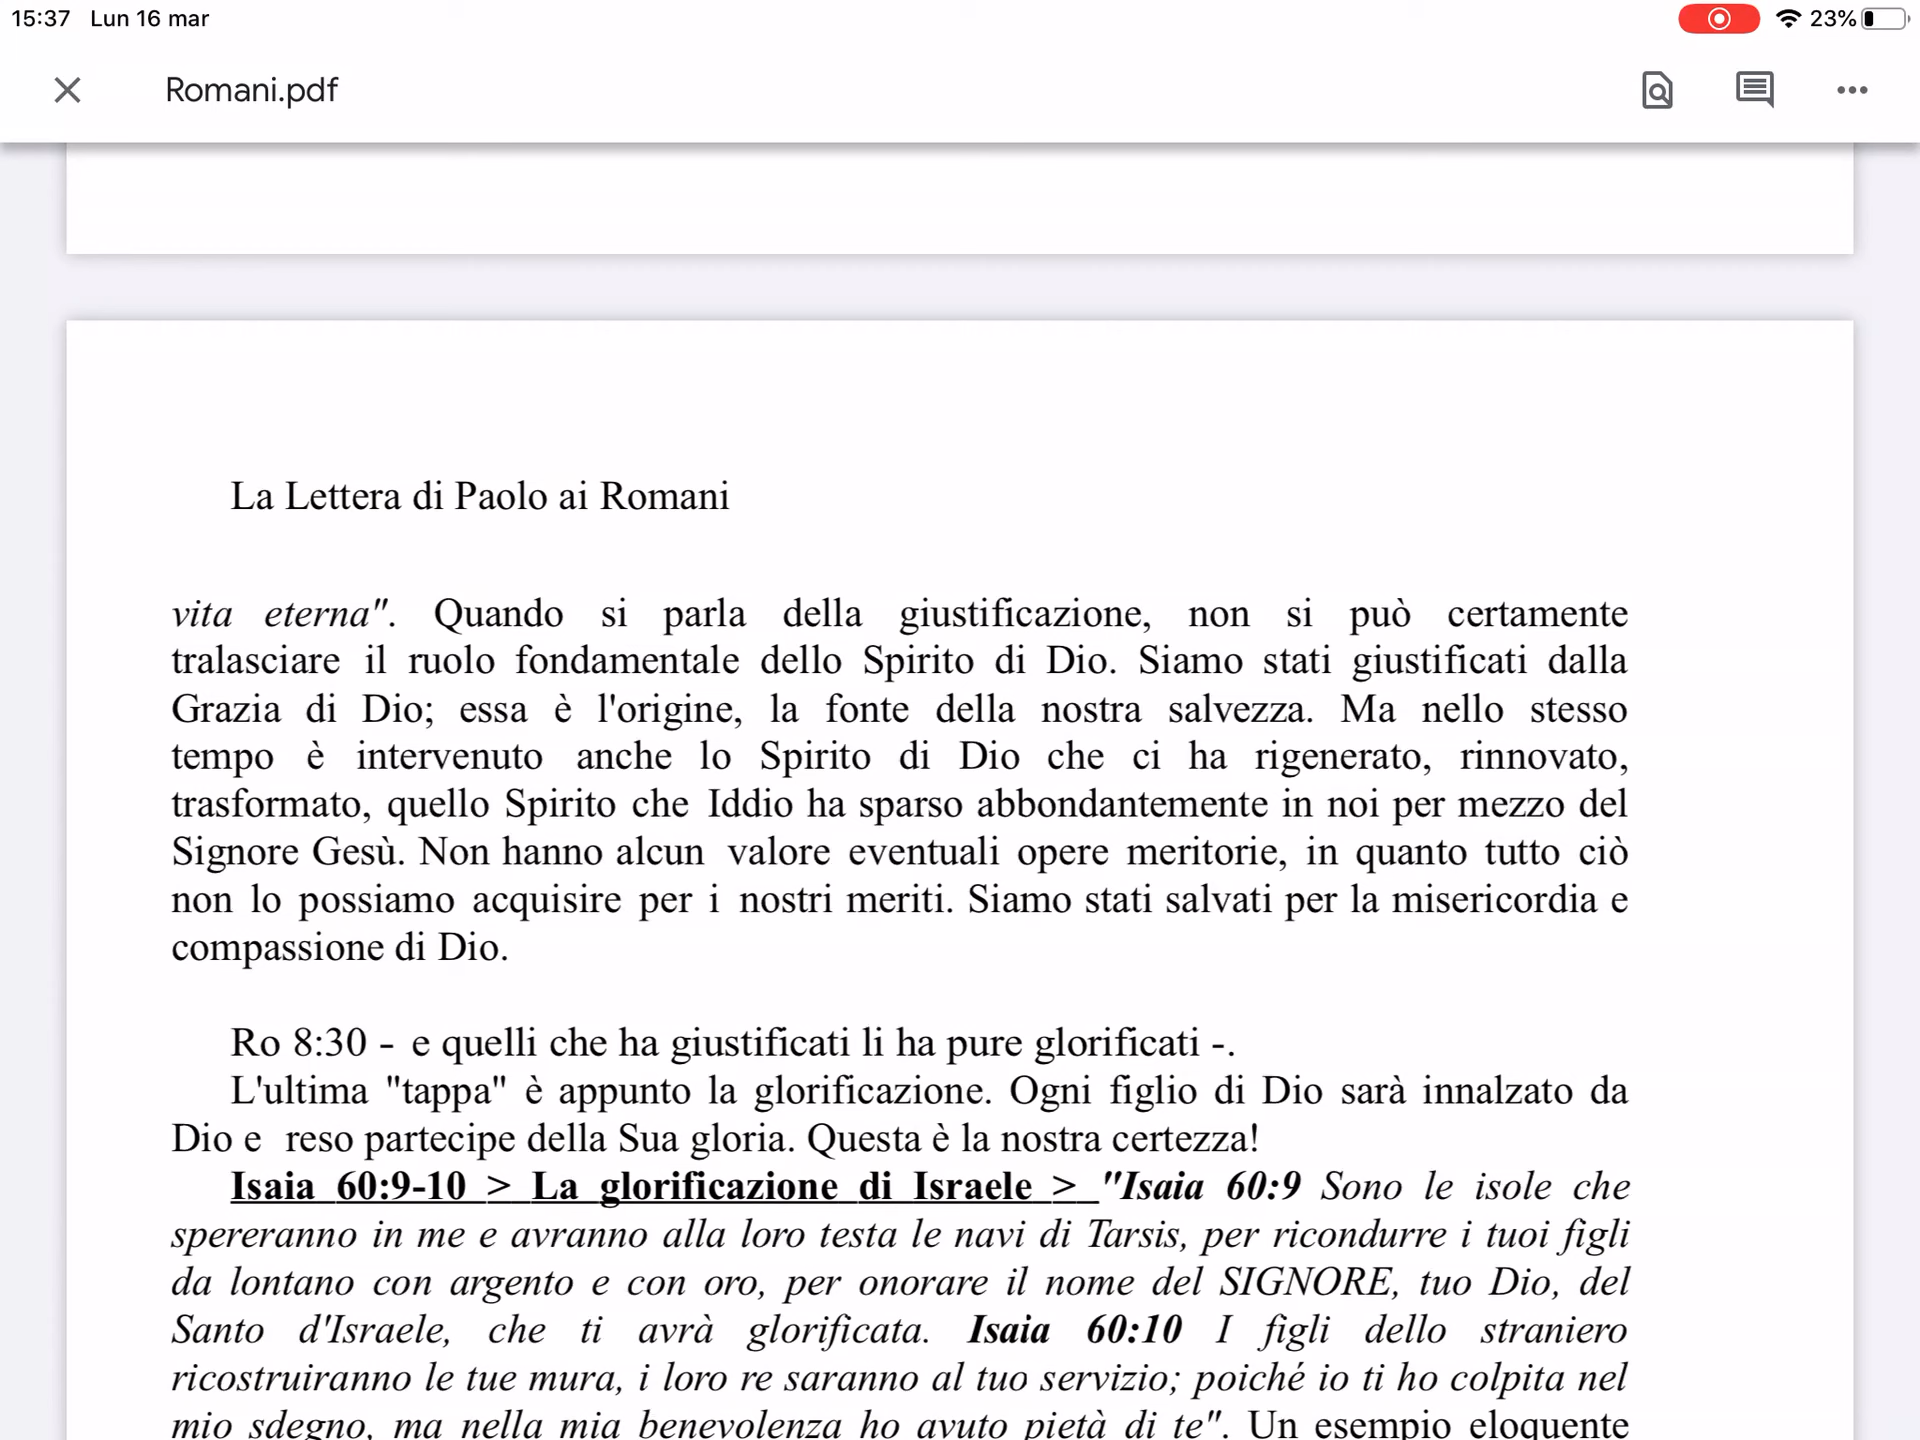 15:37 Lun 16 mar 23%
Romani.pdf
La Lettera di Paolo ai Romani
vita eterna". Quando si parla della giustificazione, non si può certamente
tralasciare il ruolo fondamentale dello Spirito di Dio. Siamo stati giustificati dalla
Grazia di Dio; essa è l'origine, la fonte della nostra salvezza. Ma nello stesso
tempo è intervenuto anche lo Spirito di Dio che ci ha rigenerato, rinnovato,
trasformato, quello Spirito che Iddio ha sparso abbondantemente in noi per mezzo del
Signore Gesù. Non hanno alcun valore eventuali opere meritorie, in quanto tutto ciò
non lo possiamo acquisire per i nostri meriti. Siamo stati salvati per la misericordia e
compassione di Dio.
Ro 8:30 - e quelli che ha giustificati li ha pure glorificati -.
L'ultima "tappa" è appunto la glorificazione. Ogni figlio di Dio sarà innalzato da
Dio e reso partecipe della Sua gloria. Questa è la nostra certezza!
Isaia 60:9-10 > La glorificazione di Israele > "Isaia 60:9 Sono le isole che
spereranno in me e avranno alla loro testa le navi di Tarsis, per ricondurre i tuoi figli
da lontano con argento e con oro, per onorare il nome del SIGNORE, tuo Dio, del
Santo d'Israele, che ti avrà glorificata. Isaia 60:10 I figli dello straniero
ricostruiranno le tue mura, i loro re saranno al tuo servizio; poiché io ti ho colpita nel
mio sdegno, ma nella mia benevolenza ho avuto pietà di te". Un esempio eloquente